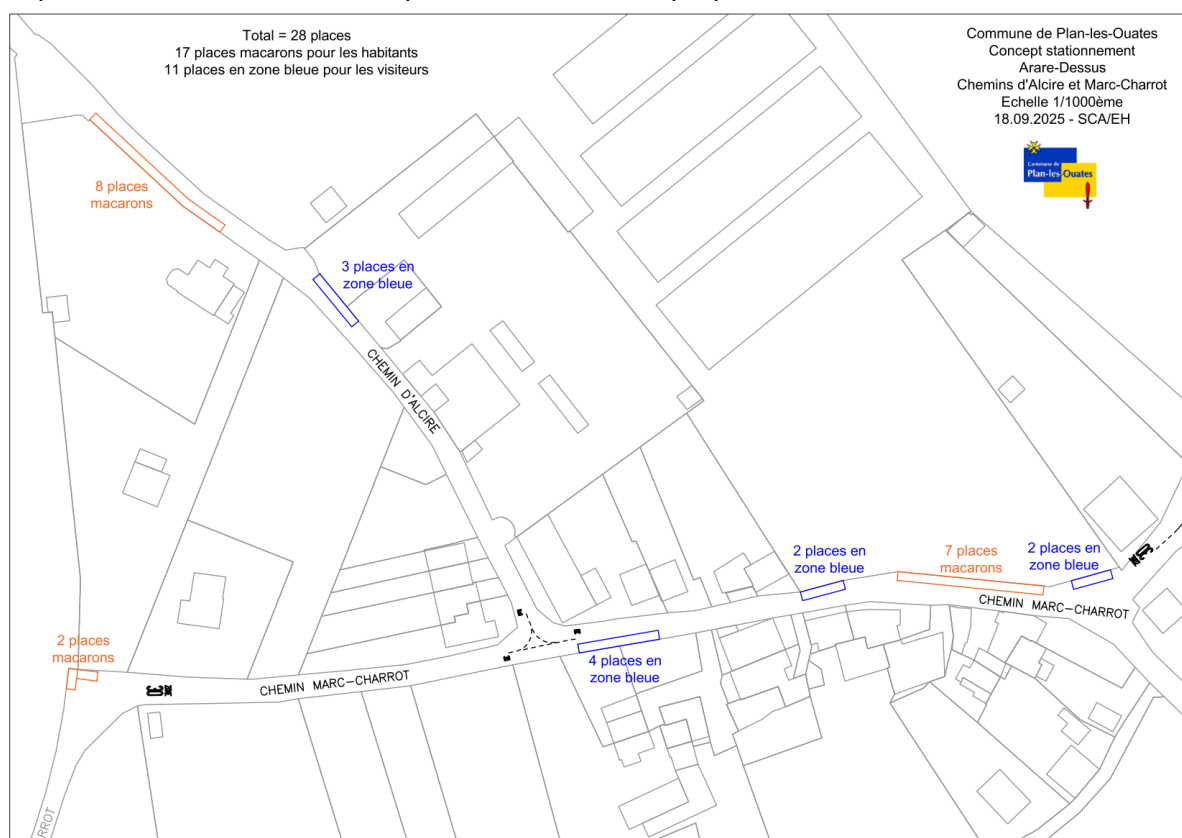 Total = 28 places
17 places macarons pour les habitants
11 places en zone bleue pour les visiteurs
Commune de Plan-les-Ouates
Concept stationnement
Arare-Dessus
Chemins d'Alcire et Marc-Charrot
Echelle 1/1000ème
18.09.2025 - SCA/EH
Commune de
Plan-les-Ouates
8 places
macarons
3 places en
zone bleue
CHEMIN D'ALCIRE
2 places en
zone bleue
7 places
macarons
2 places en
zone bleue
CHEMIN MARC-CHARROT
2 places
macarons
4 places en
zone bleue
CHEMIN MARC-CHARROT